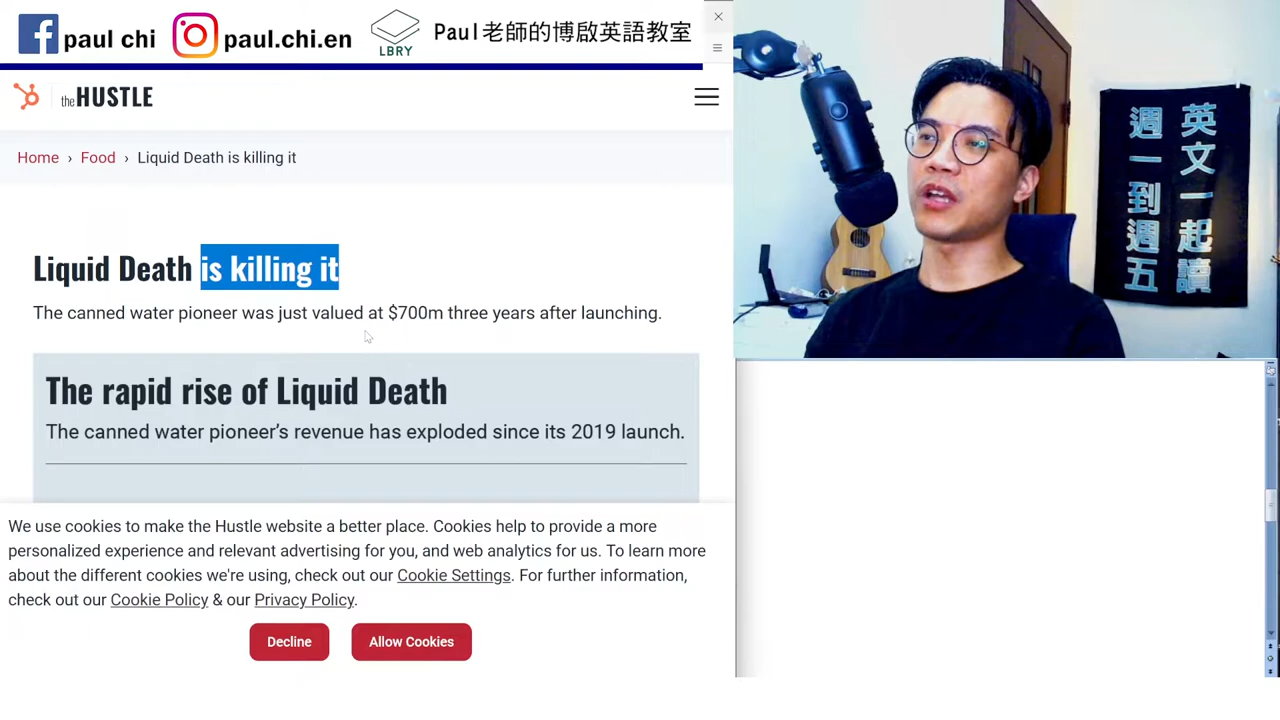 paul chi
paul.chi.en
LBRY
Paul老師的博啟英語教室
theHUSTLE
Home › Food › Liquid Death is killing it
Liquid Death is killing it
The canned water pioneer was just valued at $700m three years after launching.
The rapid rise of Liquid Death
The canned water pioneer's revenue has exploded since its 2019 launch.
We use cookies to make the Hustle website a better place. Cookies help to provide a more
personalized experience and relevant advertising for you, and web analytics for us. To learn more
about the different cookies we're using, check out our Cookie Settings. For further information,
check out our Cookie Policy & our Privacy Policy.
Decline
Allow Cookies
英文一起讀
週一到週五